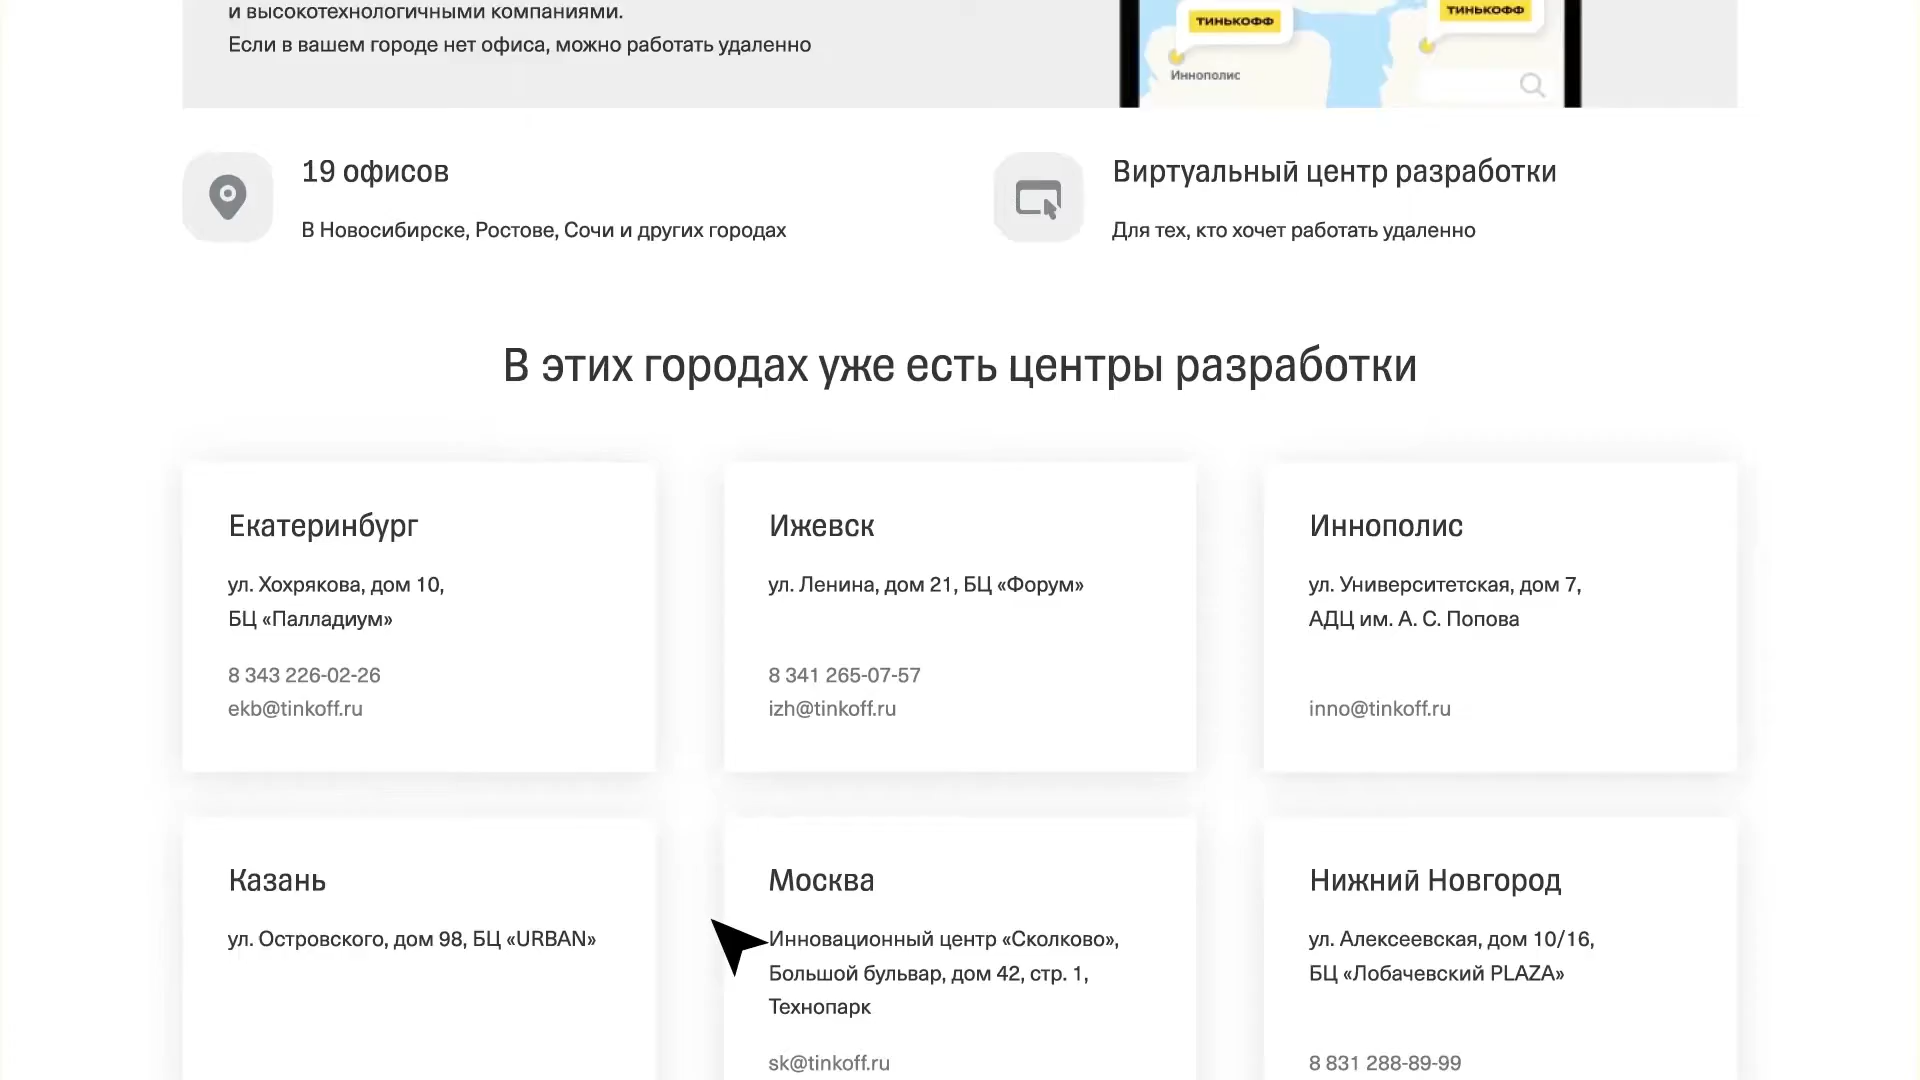 и высокотехнологичными компаниями.
Если в вашем городе нет офиса, можно работать удаленно
ТИНЬКОФФ
ТИНЬКОФФ
Иннополис
19 офисов
В Новосибирске, Ростове, Сочи и других городах
Виртуальный центр разработки
Для тех, кто хочет работать удаленно
В этих городах уже есть центры разработки
Екатеринбург
ул. Хохрякова, дом 10,
БЦ «Палладиум»
8 343 226-02-26
ekb@tinkoff.ru
Ижевск
ул. Ленина, дом 21, БЦ «Форум»
8 341 265-07-57
izh@tinkoff.ru
Иннополис
ул. Университетская, дом 7,
АДЦ им. А. С. Попова
inno@tinkoff.ru
Казань
ул. Островского, дом 98, БЦ «URBAN»
Москва
Инновационный центр «Сколково»,
Большой бульвар, дом 42, стр. 1,
Технопарк
sk@tinkoff.ru
Нижний Новгород
ул. Алексеевская, дом 10/16,
БЦ «Лобачевский PLAZA»
8 831 288-89-99